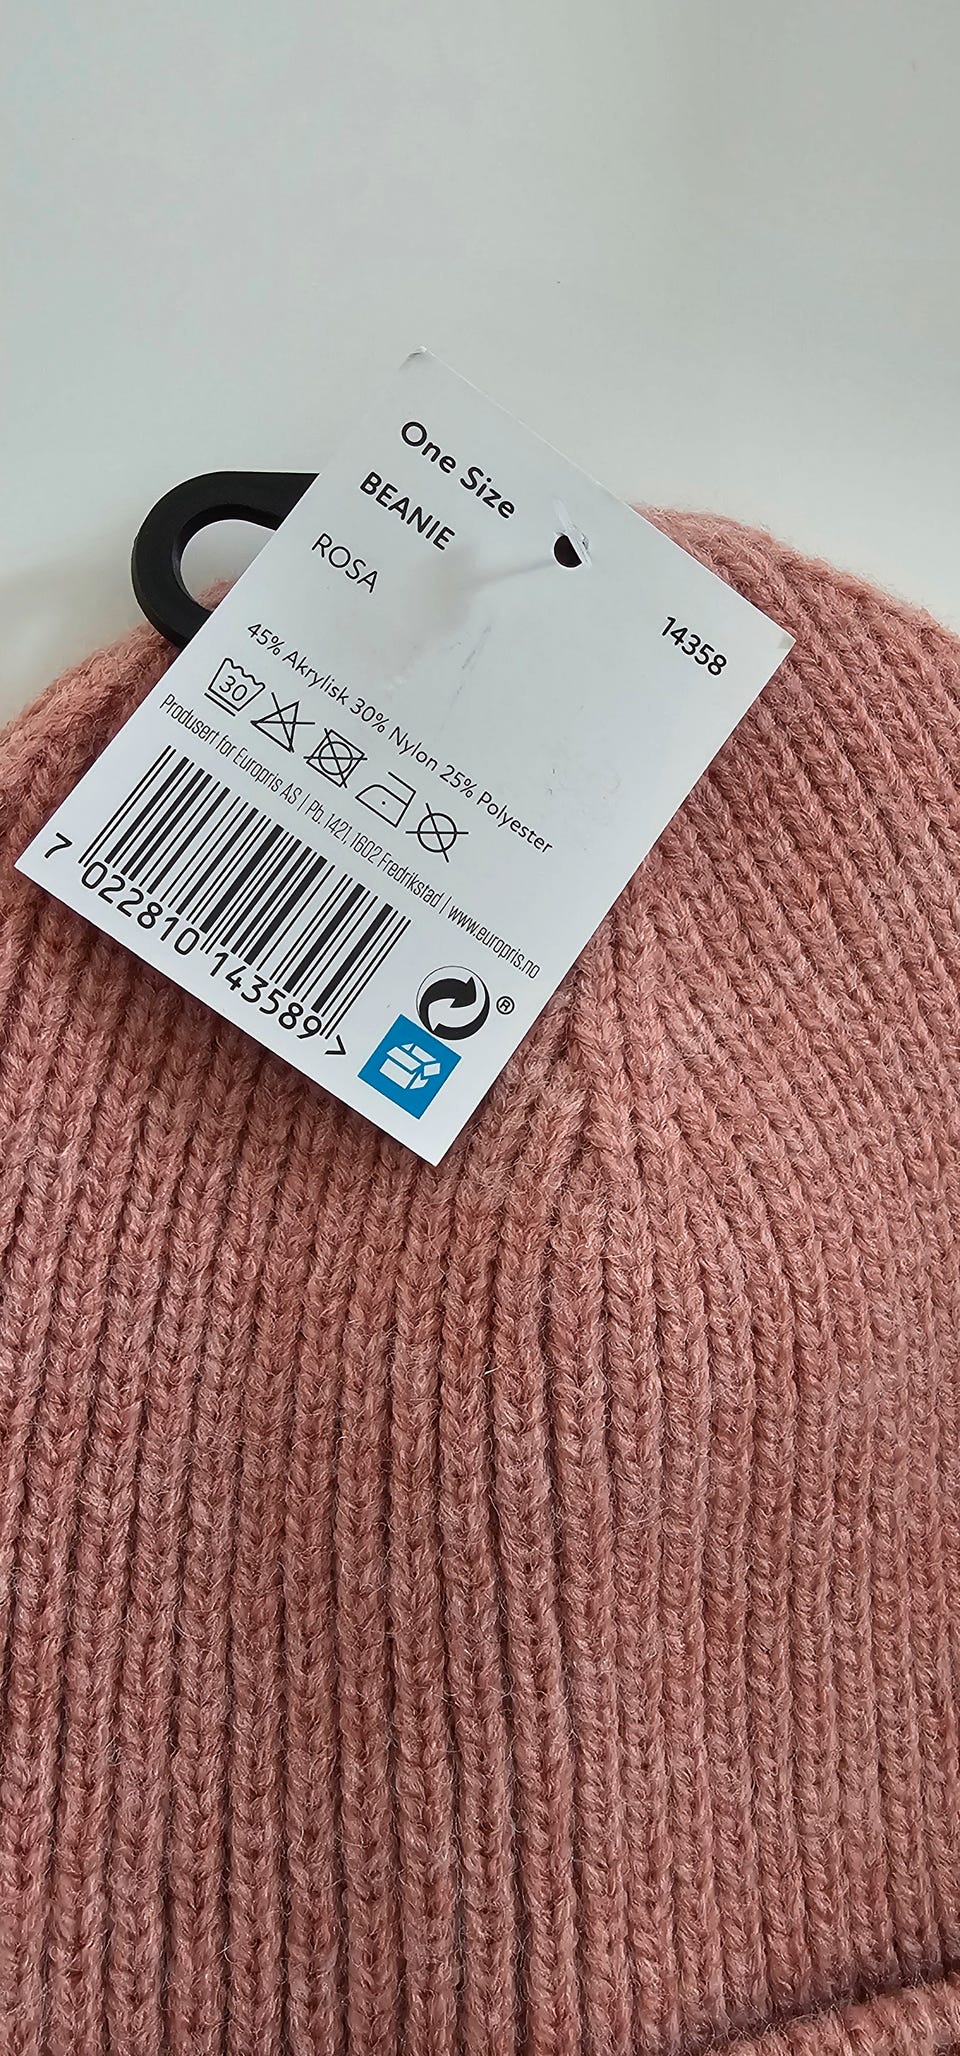 One Size
BEANIE
ROSA
14358
45% Akrylisk 30% Nylon 25% Polyester
30
Produsert for Europris AS | Pb. 1421, 1602 Fredrikstad | www.europris.no
7 022810 143589 >
®